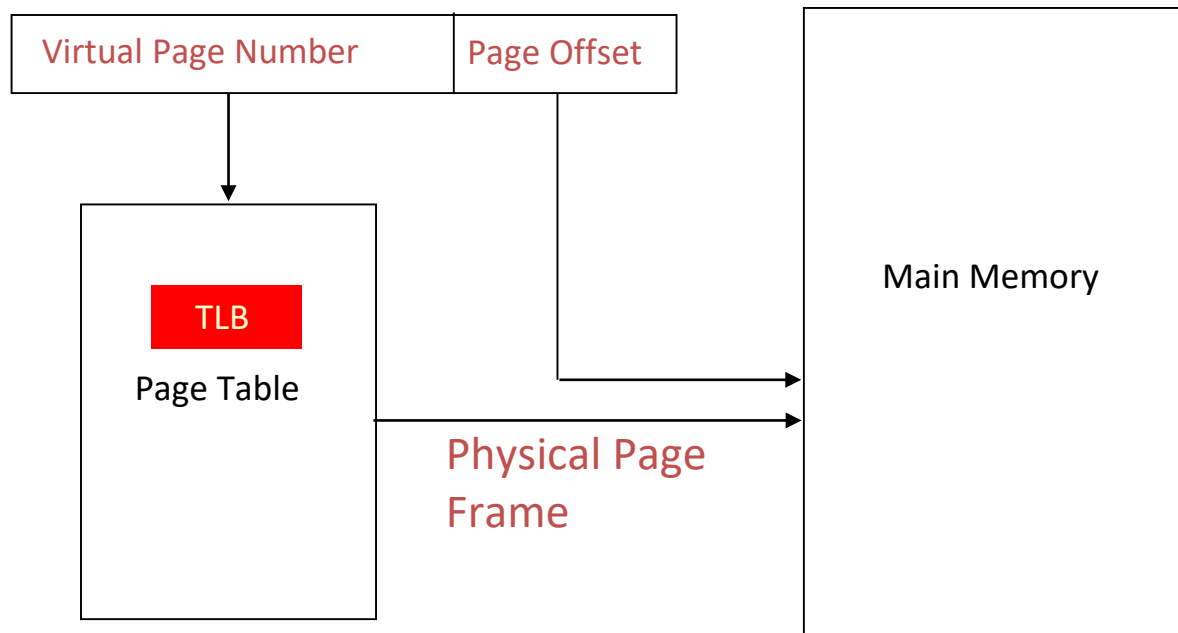 Virtual Page Number
Page Offset
TLB
Page Table
Main Memory
Physical Page
Frame